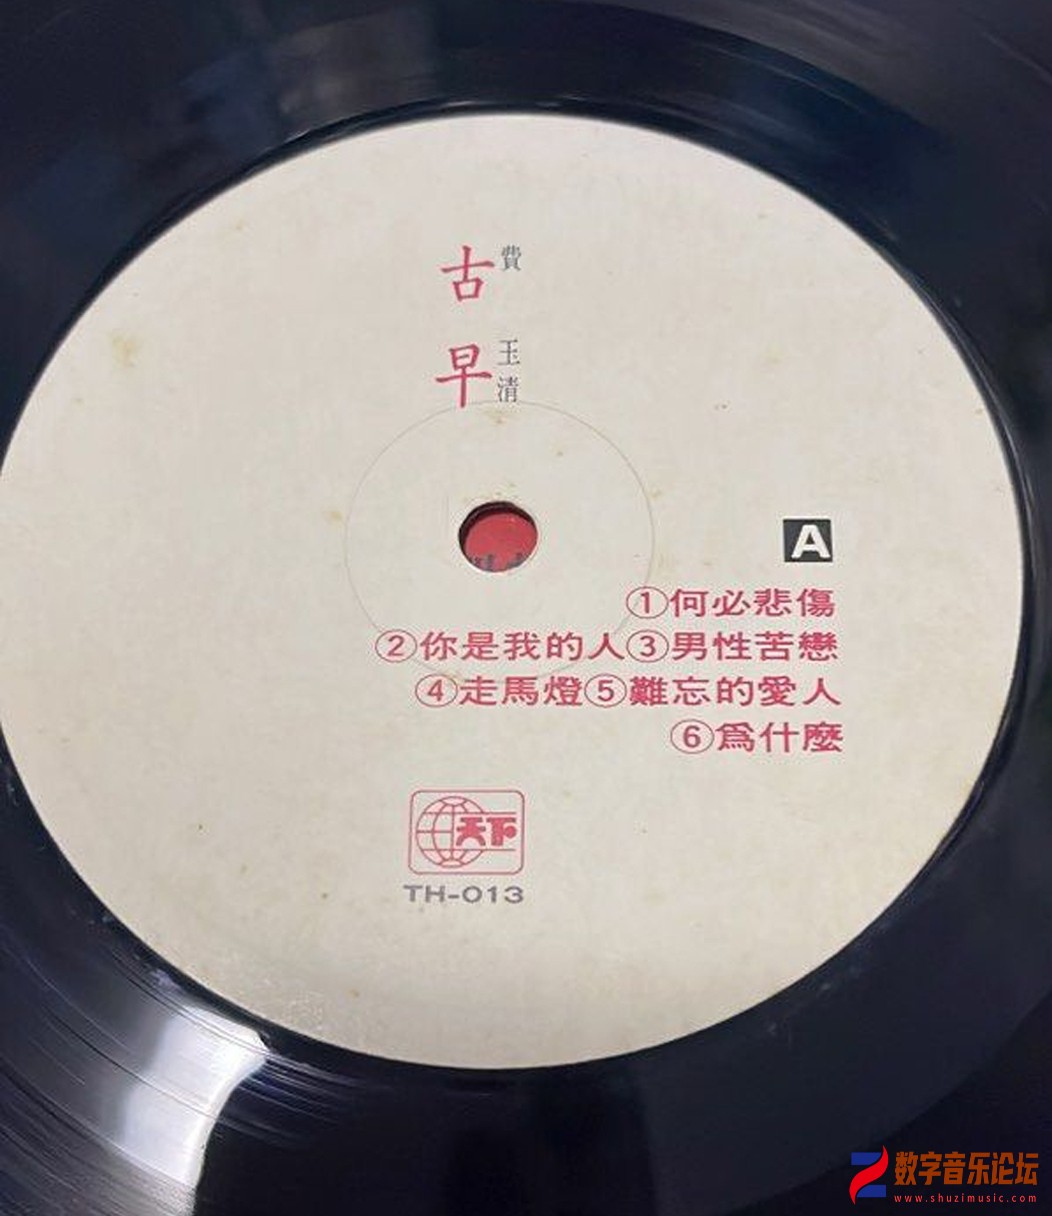 古早
費玉清
A
①何必悲傷
②你是我的人③男性苦戀
④走馬燈⑤難忘的愛人
⑥爲什麼
天下
TH-013
数字音乐论坛
www.shuzimusic.com